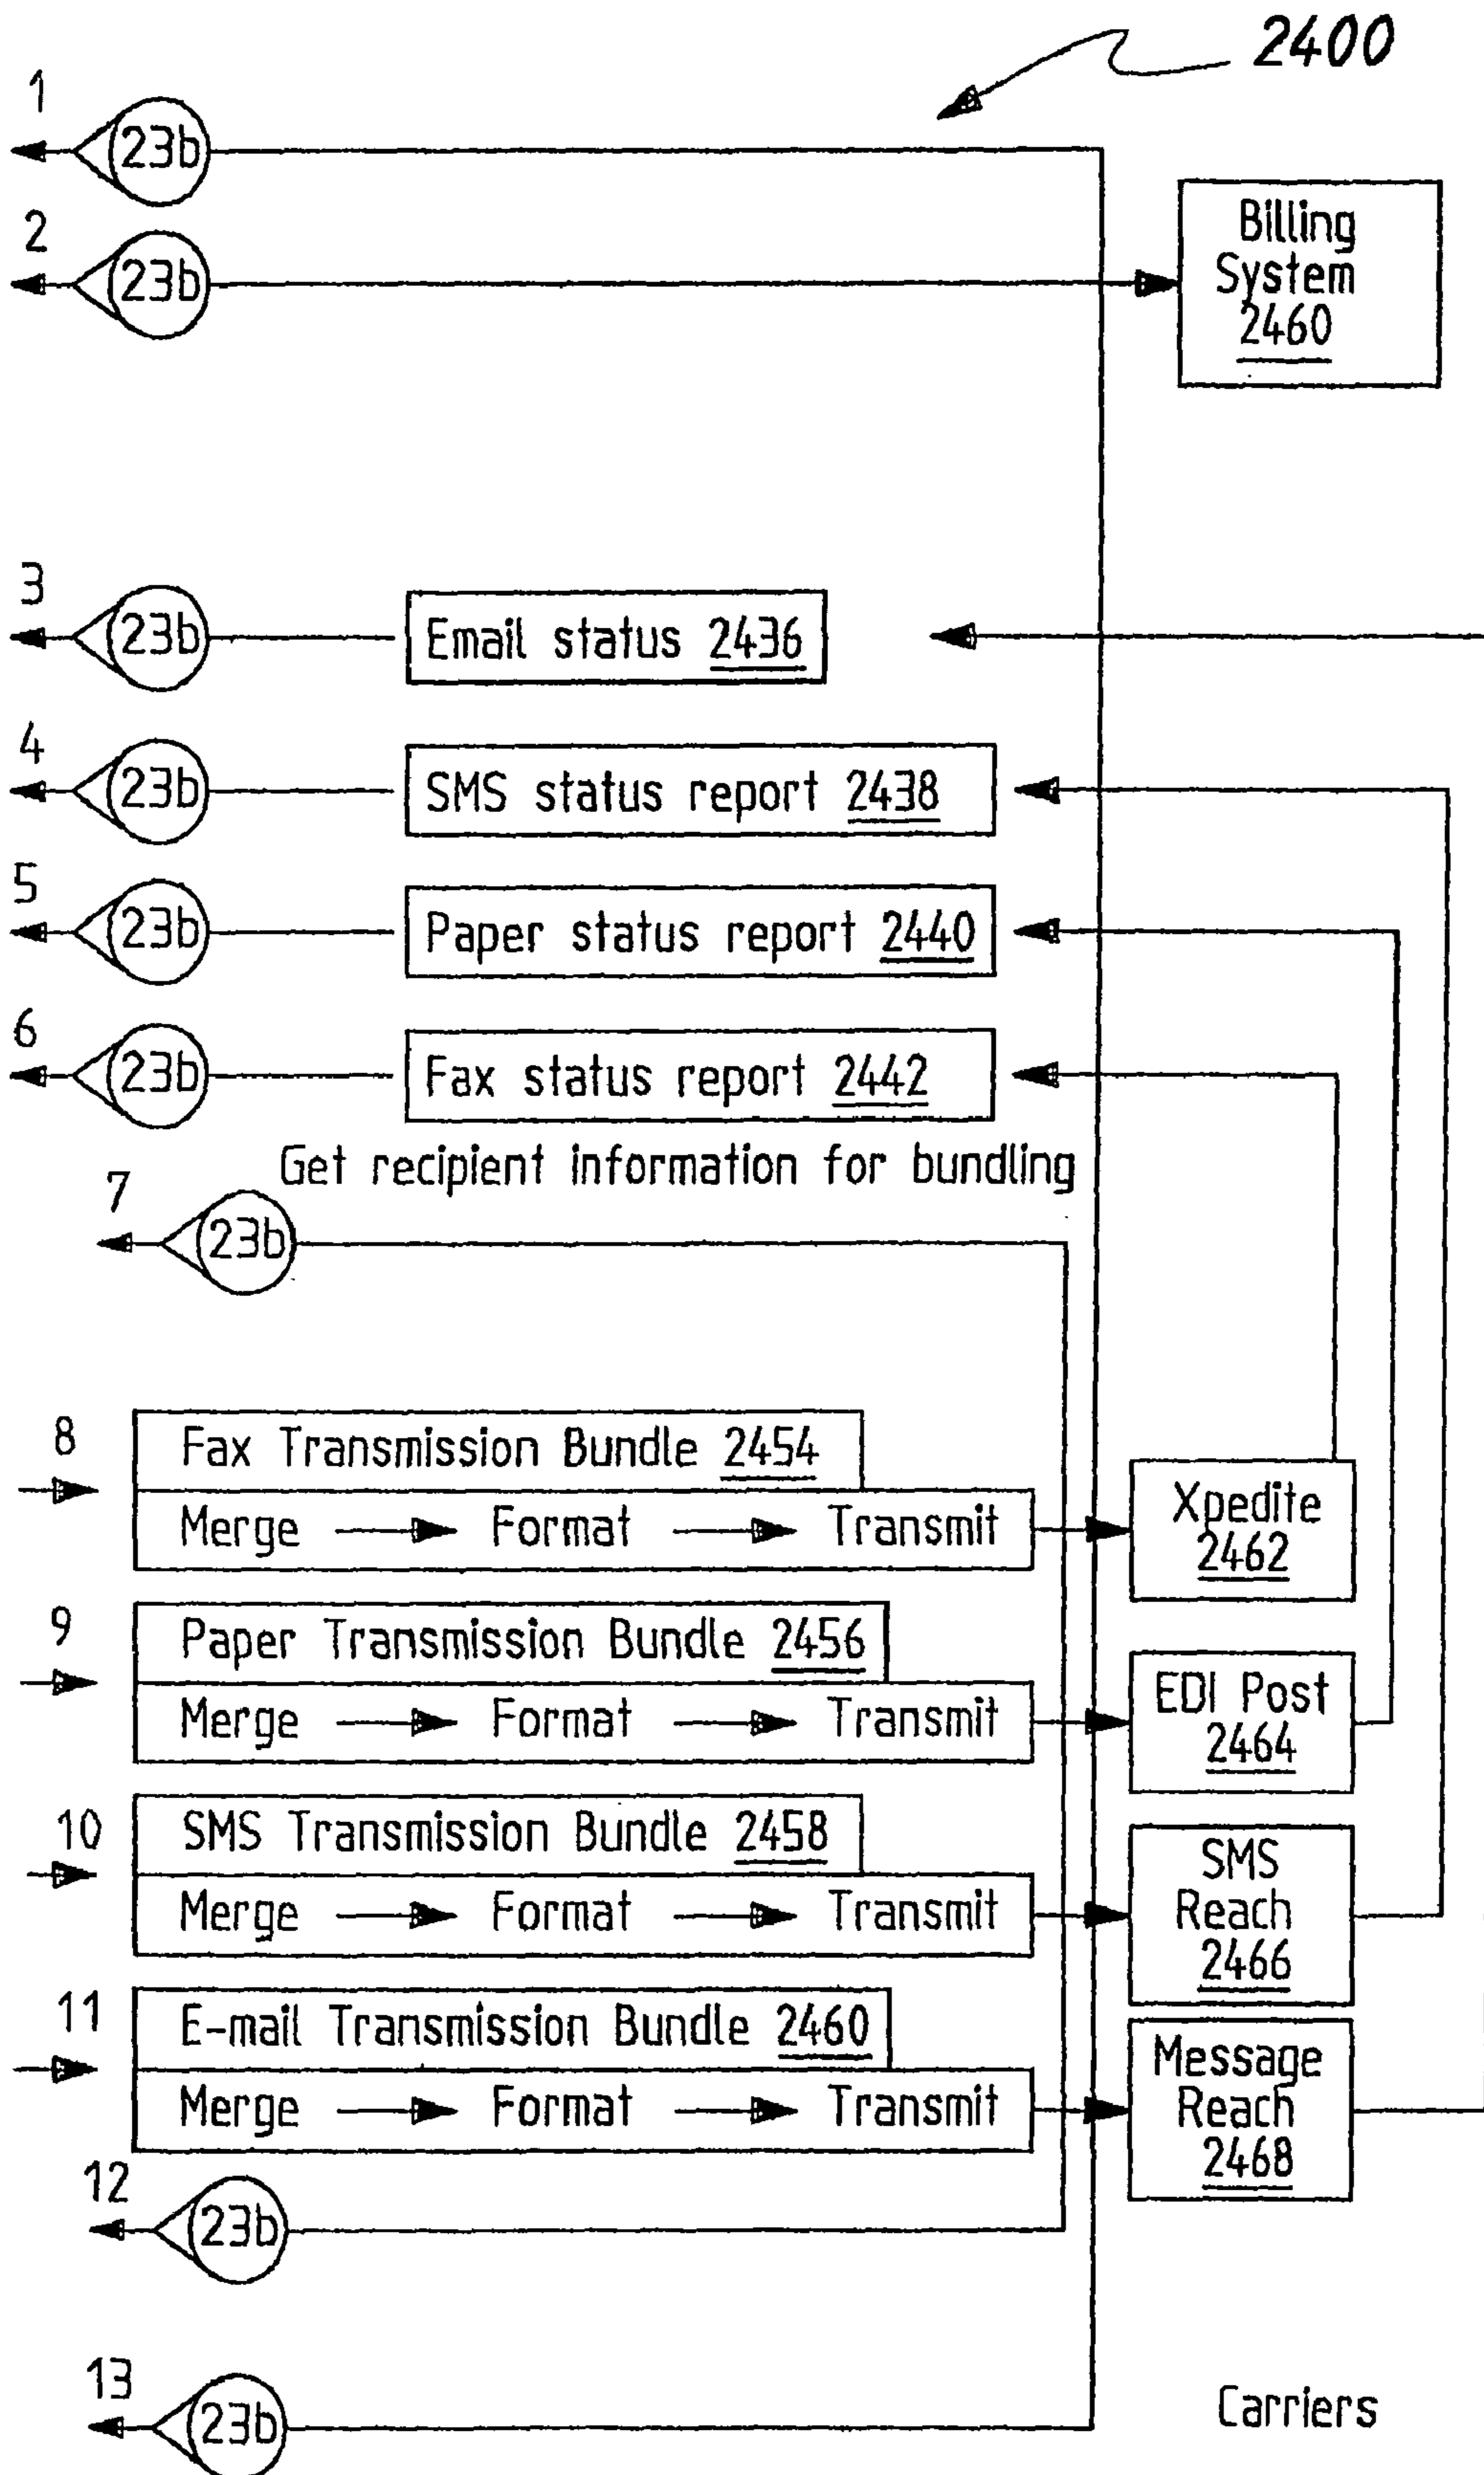 2400
1
23b
2
23b
Billing
System
2460
3
23b
Email status 2436
4
23b
SMS status report 2438
5
23b
Paper status report 2440
6
23b
Fax status report 2442
Get recipient information for bundling
7
23b
8
Fax Transmission Bundle 2454
Merge Format Transmit
Xpedite
2462
9
Paper Transmission Bundle 2456
Merge Format Transmit
EDI Post
2464
10
SMS Transmission Bundle 2458
Merge Format Transmit
SMS
Reach
2466
11
E-mail Transmission Bundle 2460
Merge Format Transmit
Message
Reach
2468
12
23b
13
23b
Carriers